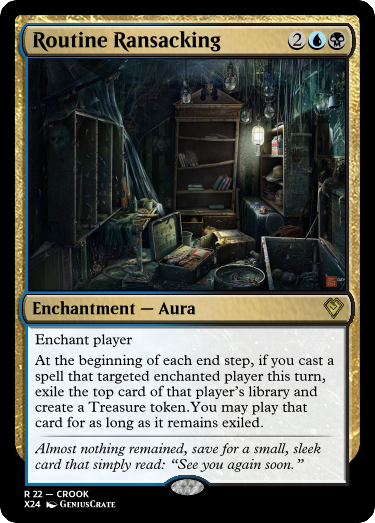 Routine Ransacking 2
Enchantment — Aura
Enchant player
At the beginning of each end step, if you cast a
spell that targeted enchanted player this turn,
exile the top card of that player's library and
create a Treasure token.You may play that
card for as long as it remains exiled.
Almost nothing remained, save for a small, sleek
card that simply read: “See you again soon.”
R 22 — CROOK
X24 GeniusCrate